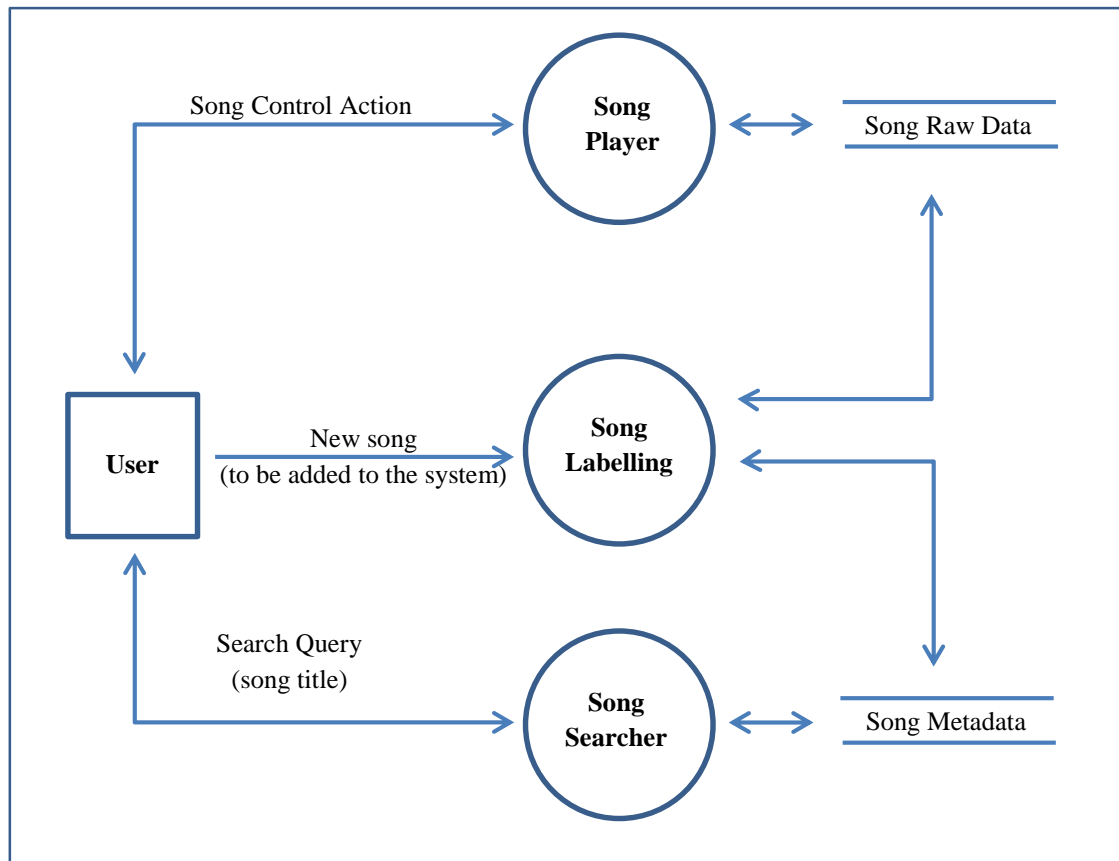 Song Control Action
Song
Player
Song Raw Data
User
New song
(to be added to the system)
Song
Labelling
Search Query
(song title)
Song
Searcher
Song Metadata